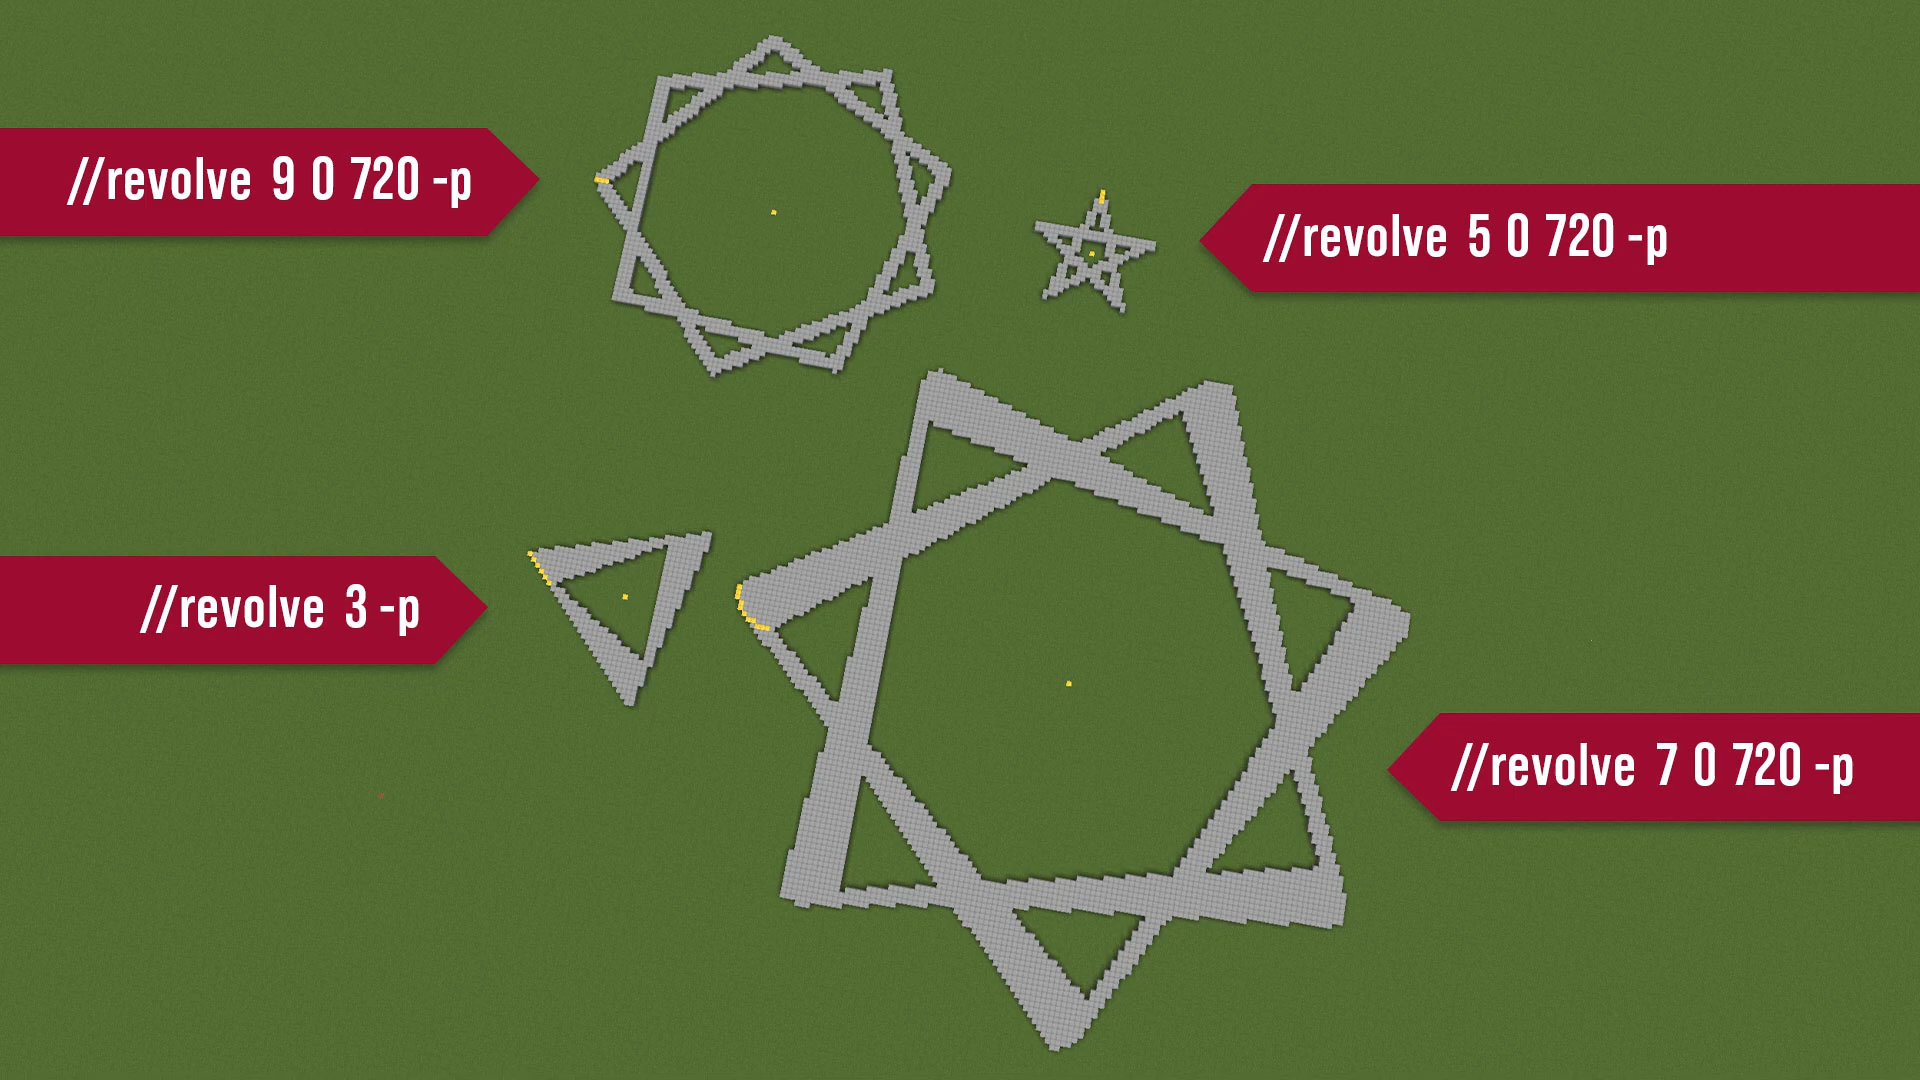 //revolve 9 0 720 -p
//revolve 5 0 720 -p
//revolve 3 -p
//revolve 7 0 720 -p